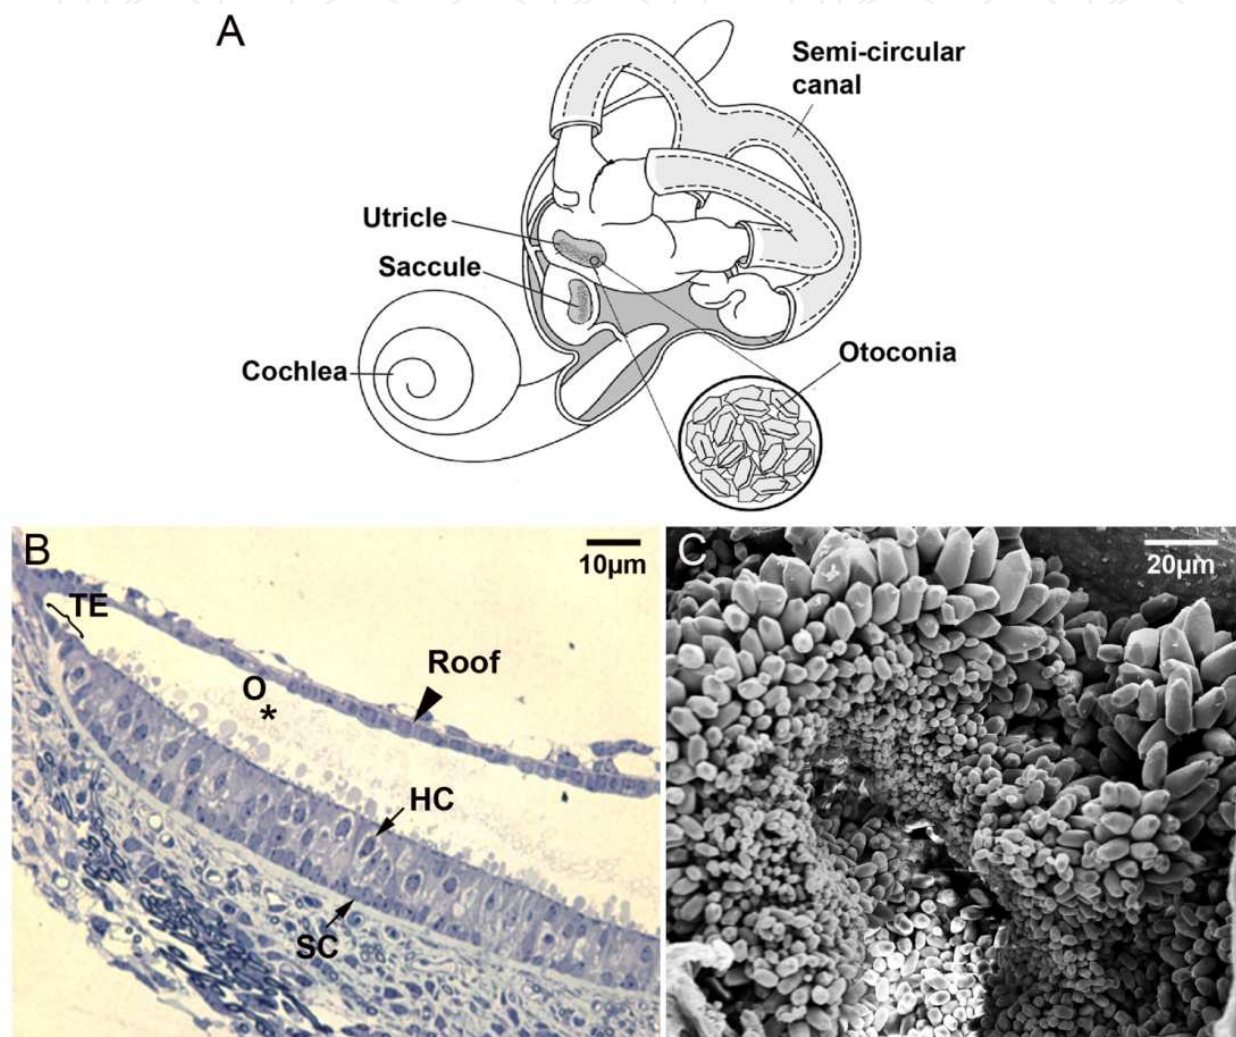 A
Semi-circular
canal
Utricle
Saccule
Cochlea
Otoconia
B
10µm
TE
Roof
O
*
HC
SC
C
20µm